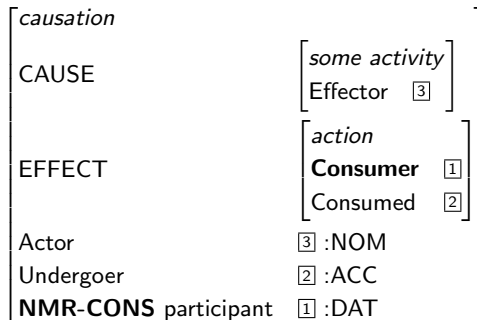 causation
some activity
CAUSE
Effector 3
action
EFFECT Consumer 1
Consumed 2
Actor 3 :NOM
Undergoer 2 :ACC
NMR-CONS participant 1 :DAT